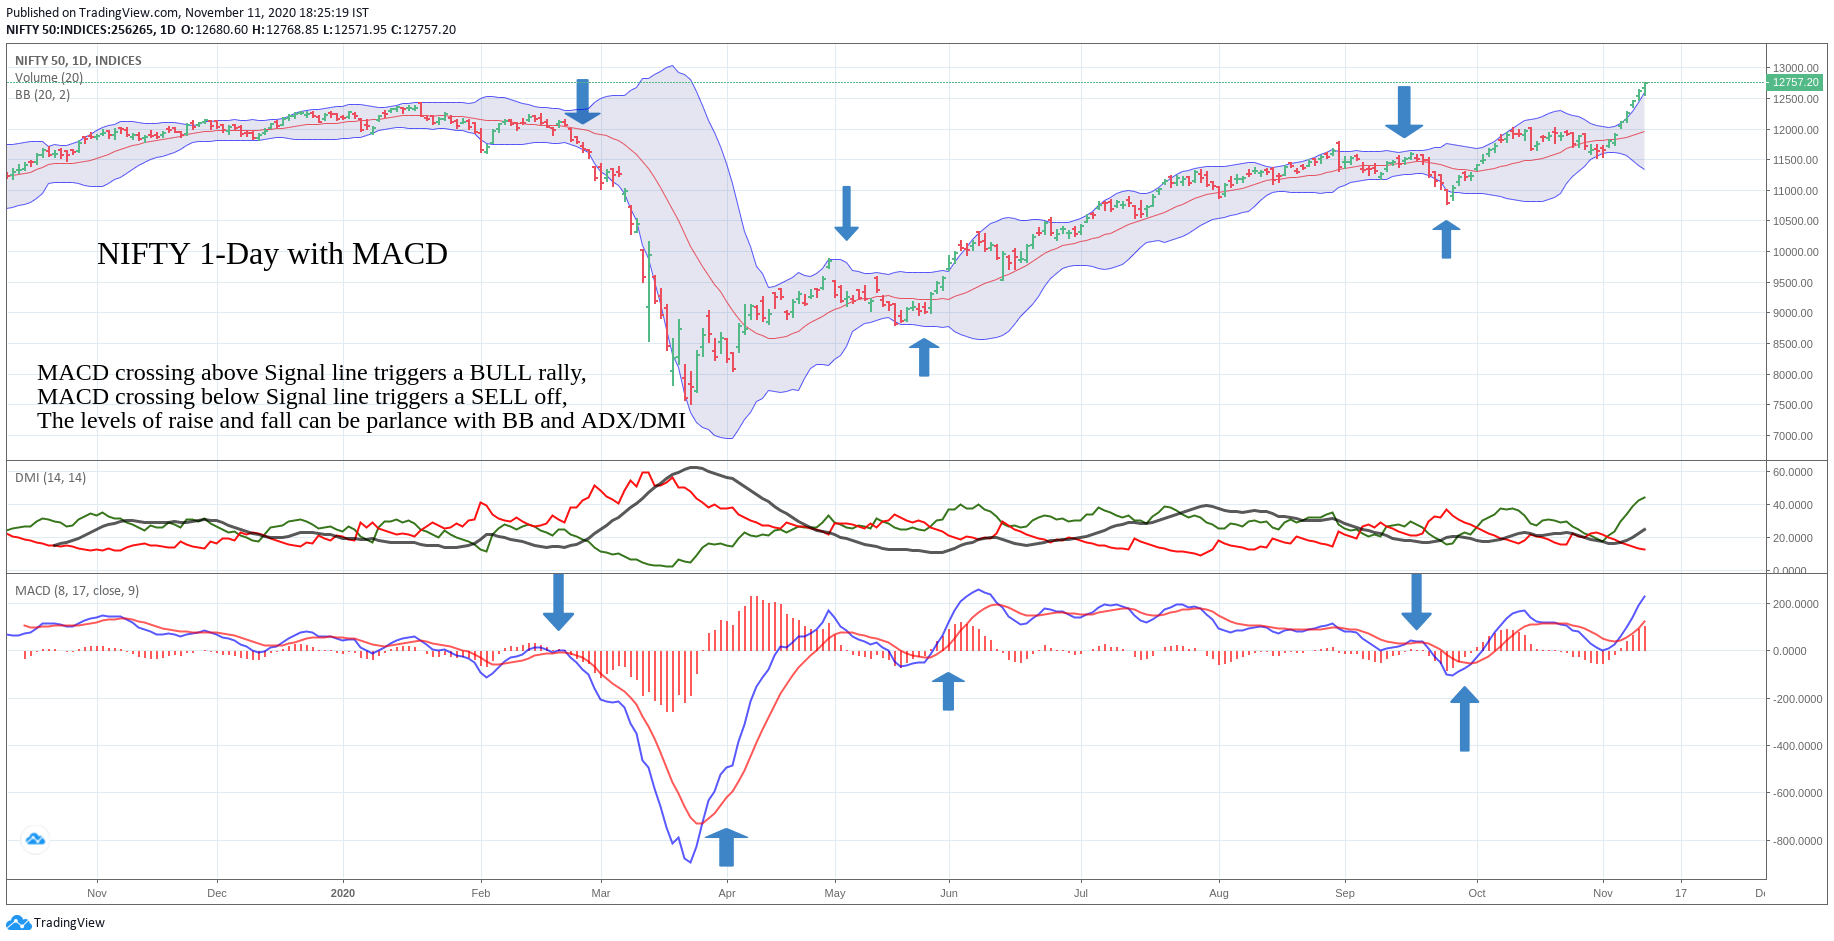 Published on TradingView.com, November 11, 2020 18:25:19 IST
NIFTY 50:INDICES:256265, 1D O:12680.60 H:12768.85 L:12571.95 C:12757.20
NIFTY 50, 1D, INDICES
Volume (20)
BB (20, 2)
13000.00
12757.20
12500.00
12000.00
11500.00
11000.00
10500.00
10000.00
9500.00
9000.00
8500.00
8000.00
7500.00
7000.00
NIFTY 1-Day with MACD
MACD crossing above Signal line triggers a BULL rally,
MACD crossing below Signal line triggers a SELL off,
The levels of raise and fall can be parlance with BB and ADX/DMI
DMI (14, 14)
60.0000
40.0000
20.0000
0.0000
MACD (8, 17, close, 9)
200.0000
0.0000
-200.0000
-400.0000
-600.0000
-800.0000
Nov Dec 2020 Feb Mar Apr May Jun Jul Aug Sep Oct Nov 17
TradingView